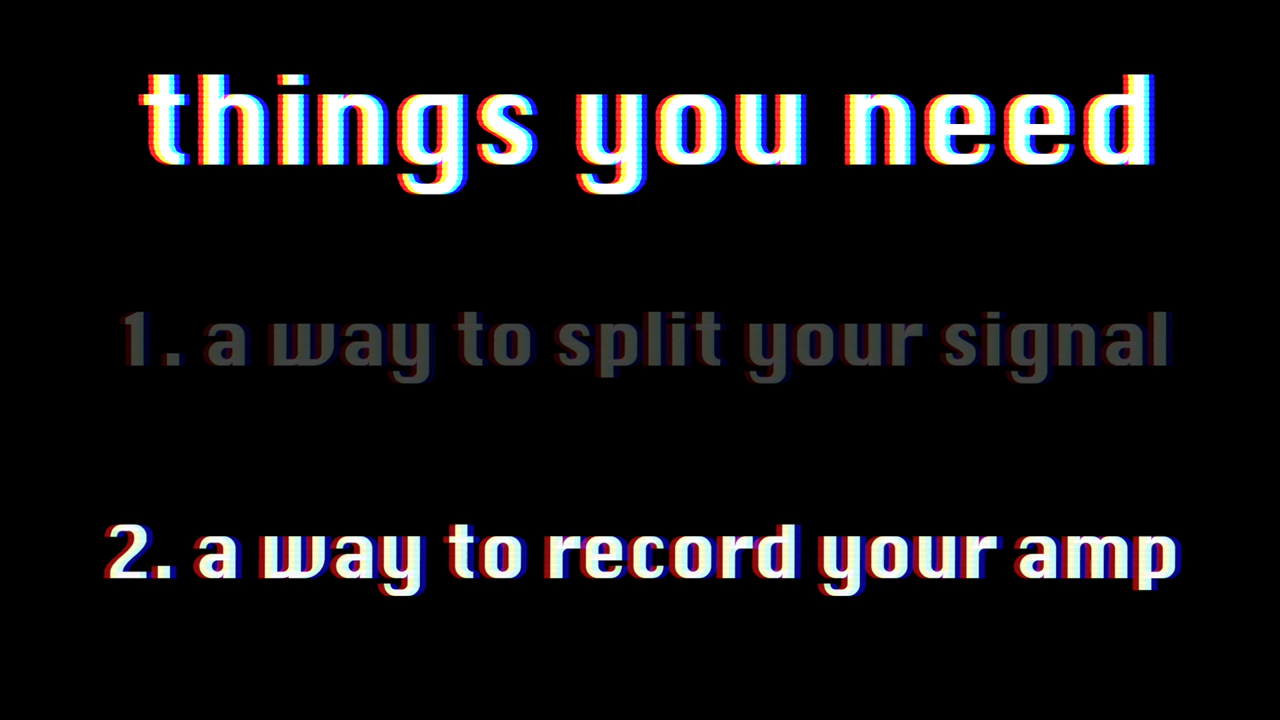 things you need
1. a way to split your signal
2. a way to record your amp